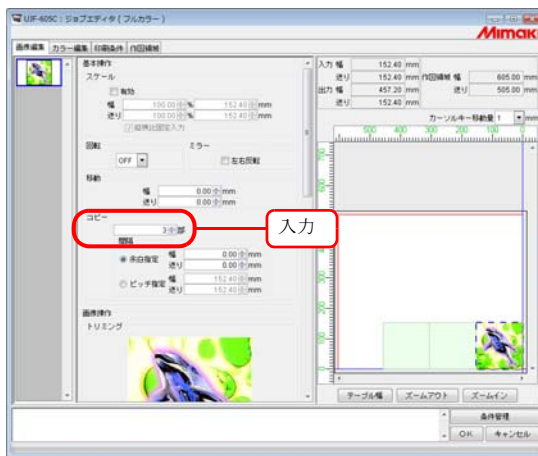 UJF-605C : ジョブエディタ ( フルカラー )
Mimaki
画像編集 カラー編集 印刷条件 作図領域
基本操作
スケール
有効
幅 100.00 % 152.40 mm
送り 100.00 % 152.40 mm
縦横比固定入力
回転 ミラー
OFF 左右反転
移動
幅 0.00 mm
送り 0.00 mm
コピー
3 部
入力
間隔
余白指定 幅 0.00 mm
送り 0.00 mm
ピッチ指定 幅 152.40 mm
送り 152.40 mm
画像操作
トリミング
入力 幅 152.40 mm
送り 152.40 mm 作図領域 幅 605.00 mm
出力 幅 457.20 mm 送り 505.00 mm
送り 152.40 mm
カーソルキー移動量 1 mm
500 400 300 200 100 0
テーブル幅 ズームアウト ズームイン
条件管理
OK キャンセル